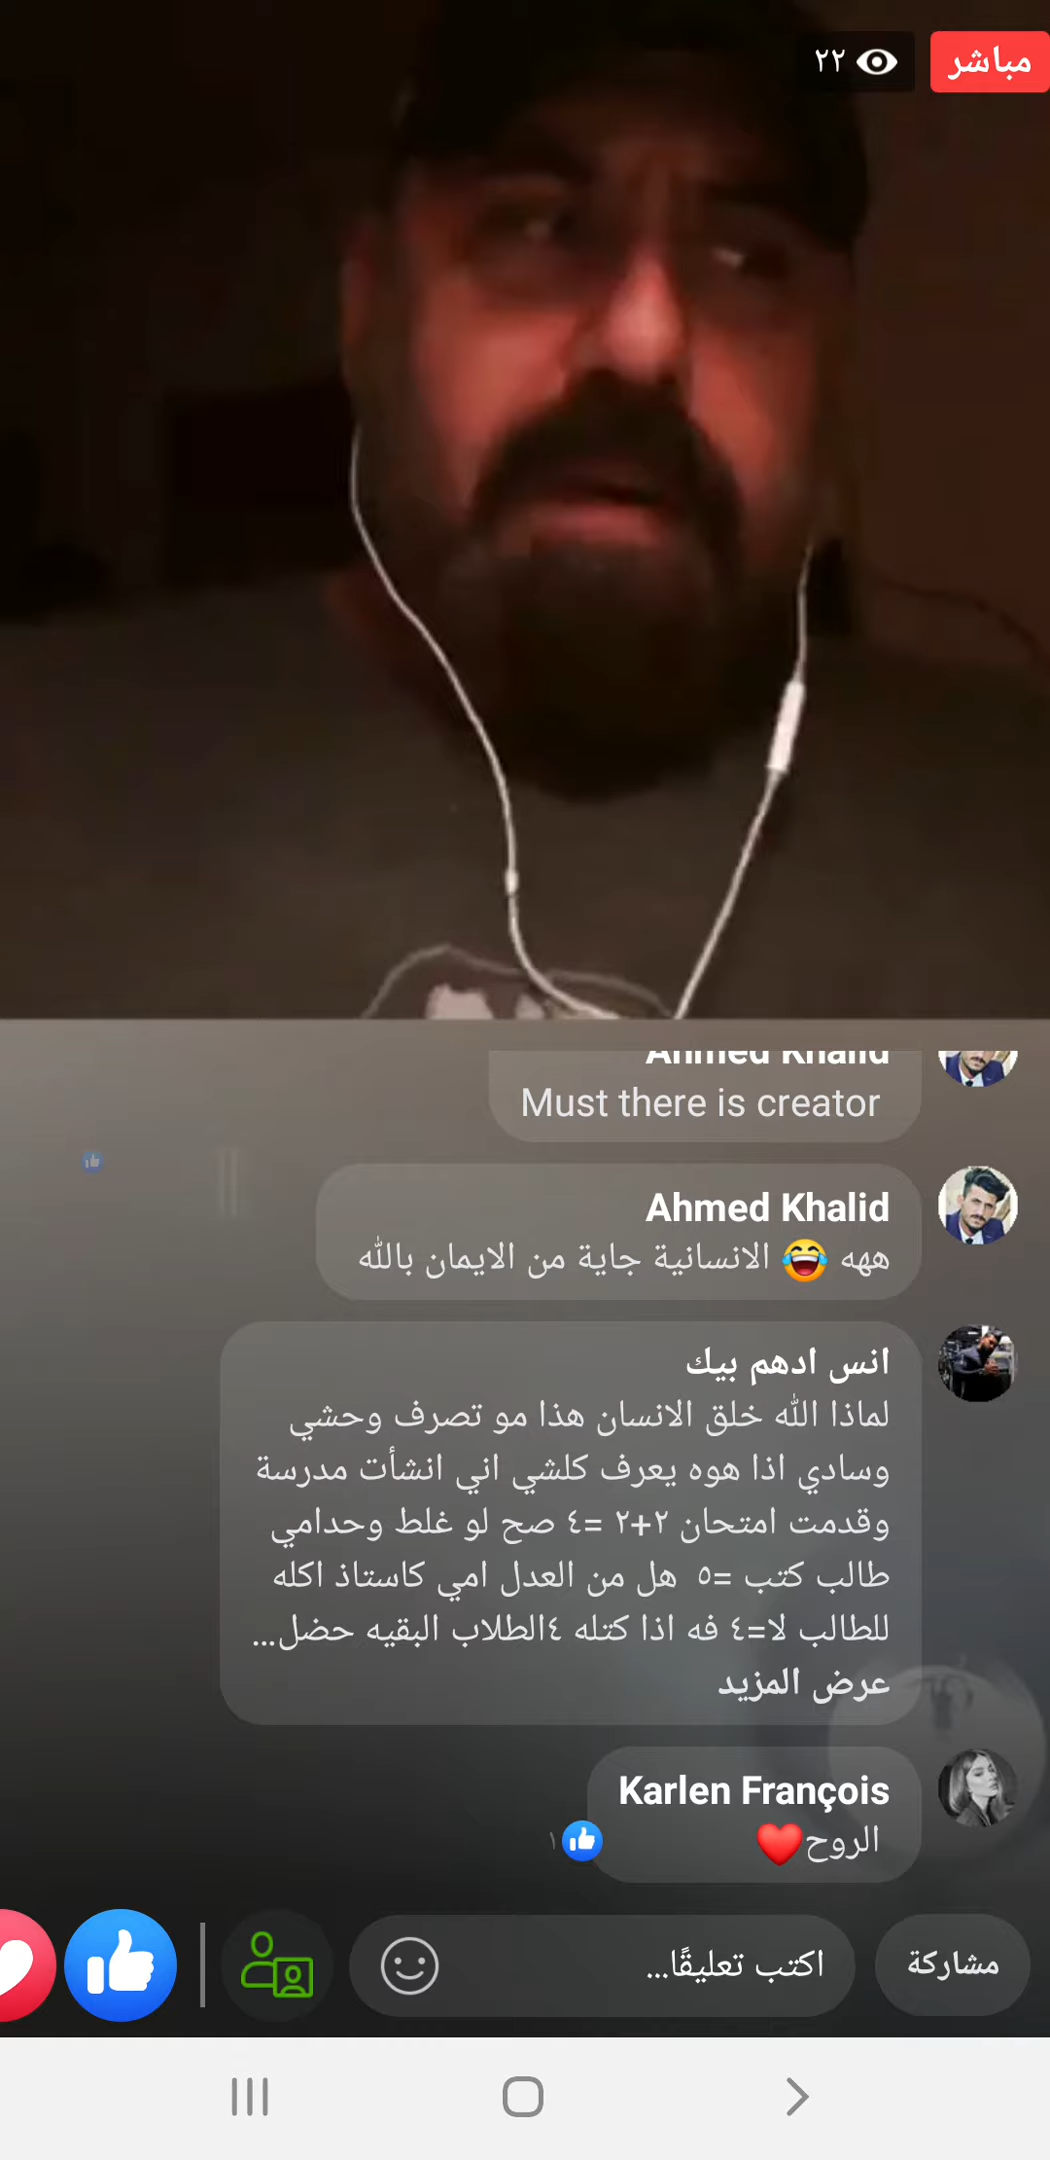 مباشر
٢٢
Ahmed Khalid
Must there is creator
Ahmed Khalid
ههه 😂 الانسانية جاية من الايمان بالله
انس ادهم بيك
لماذا الله خلق الانسان هذا مو تصرف وحشي
وسادي اذا هوه يعرف كلشي اني انشأت مدرسة
وقدمت امتحان ٢+٢ =٤ صح لو غلط وحدامي
طالب كتب =٥ هل من العدل امي كاستاذ اكله
للطالب لا=٤ فه اذا كتله ٤الطلاب البقيه حضل...
عرض المزيد
Karlen François
الروح❤️
١
اكتب تعليقًا...
مشاركة